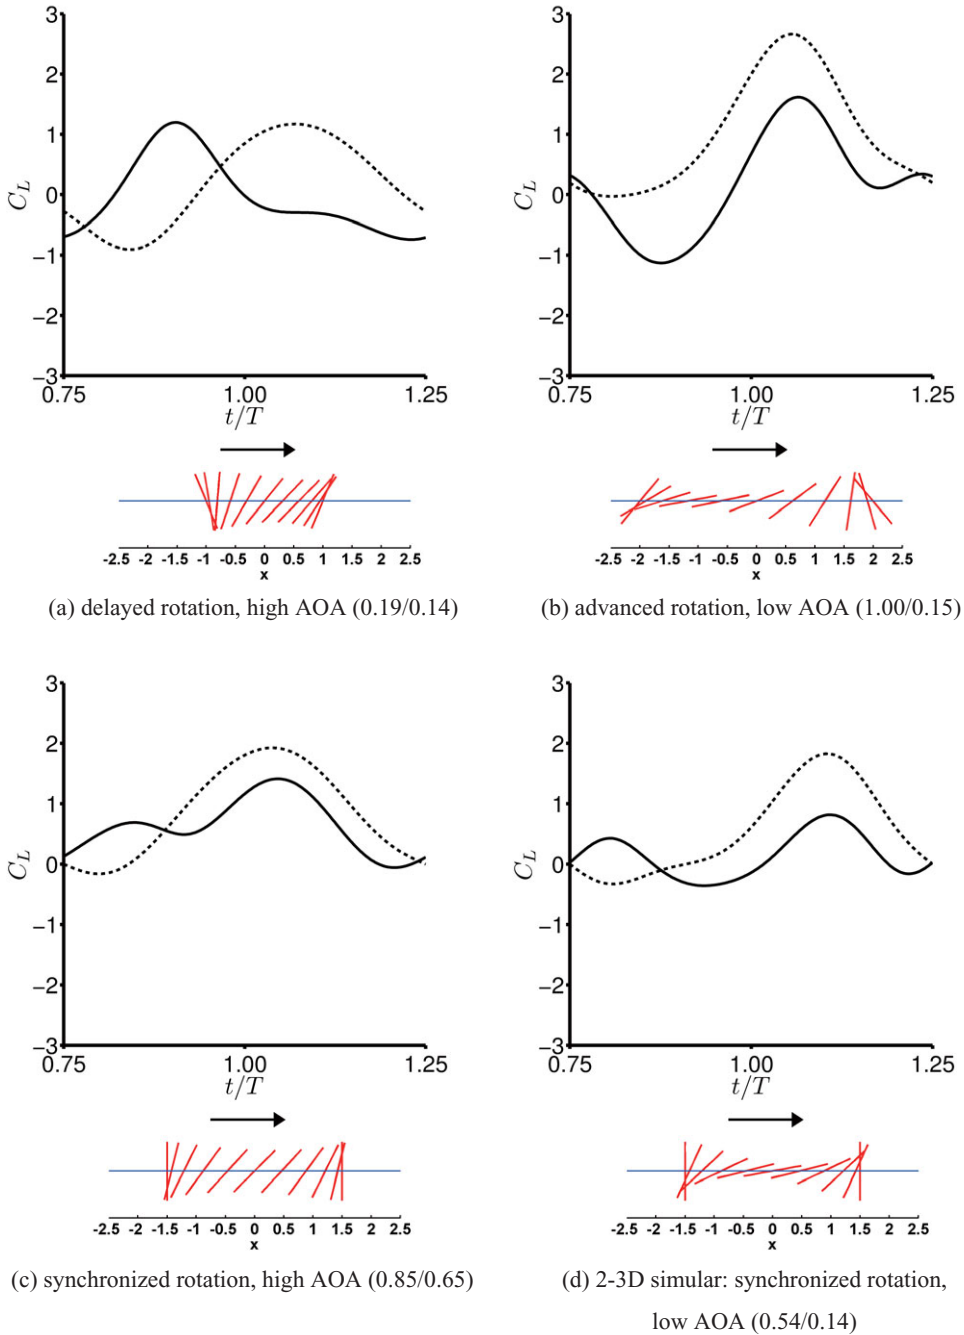 3
2
1
0
−1
−2
−3
C_L
0.75 1.00 1.25
t/T
-2.5 -2 -1.5 -1 -0.5 0 0.5 1 1.5 2 2.5
x
(a) delayed rotation, high AOA (0.19/0.14)
3
2
1
0
−1
−2
−3
C_L
0.75 1.00 1.25
t/T
-2.5 -2 -1.5 -1 -0.5 0 0.5 1 1.5 2 2.5
x
(b) advanced rotation, low AOA (1.00/0.15)
3
2
1
0
−1
−2
−3
C_L
0.75 1.00 1.25
t/T
-2.5 -2 -1.5 -1 -0.5 0 0.5 1 1.5 2 2.5
x
(c) synchronized rotation, high AOA (0.85/0.65)
3
2
1
0
−1
−2
−3
C_L
0.75 1.00 1.25
t/T
-2.5 -2 -1.5 -1 -0.5 0 0.5 1 1.5 2 2.5
x
(d) 2-3D simular: synchronized rotation,
low AOA (0.54/0.14)